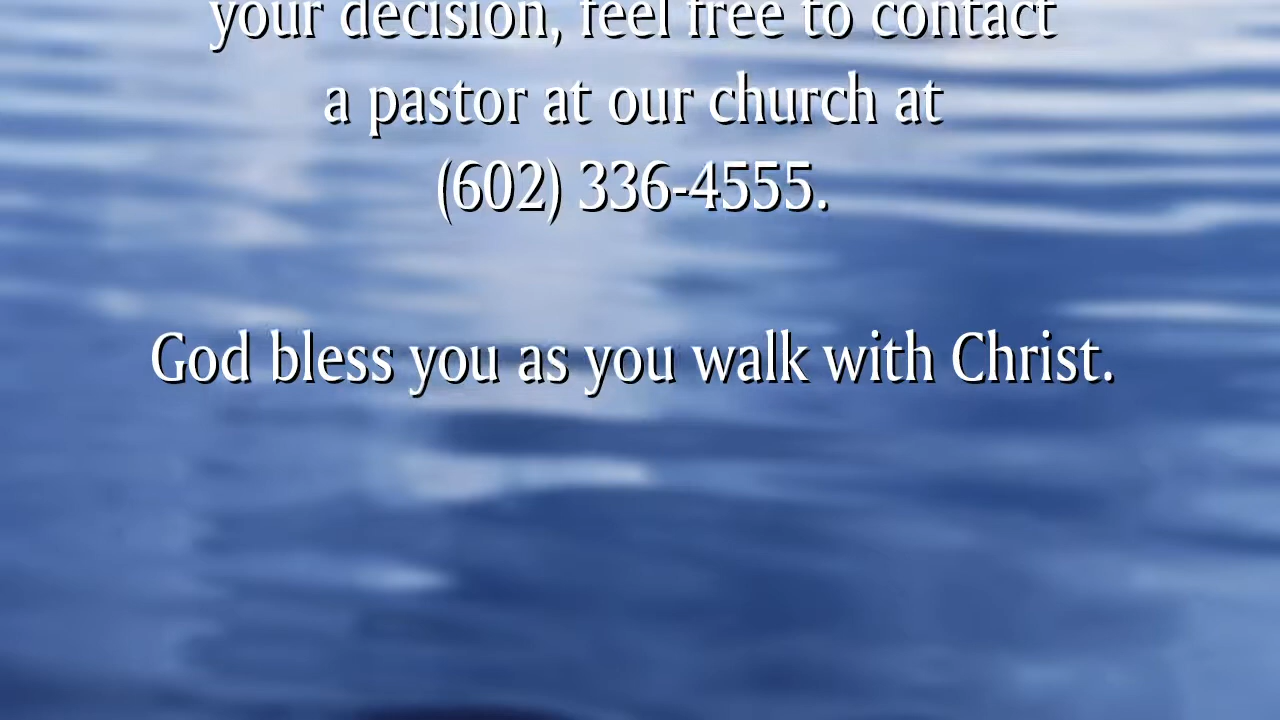 your decision, feel free to contact
a pastor at our church at
(602) 336-4555.
God bless you as you walk with Christ.